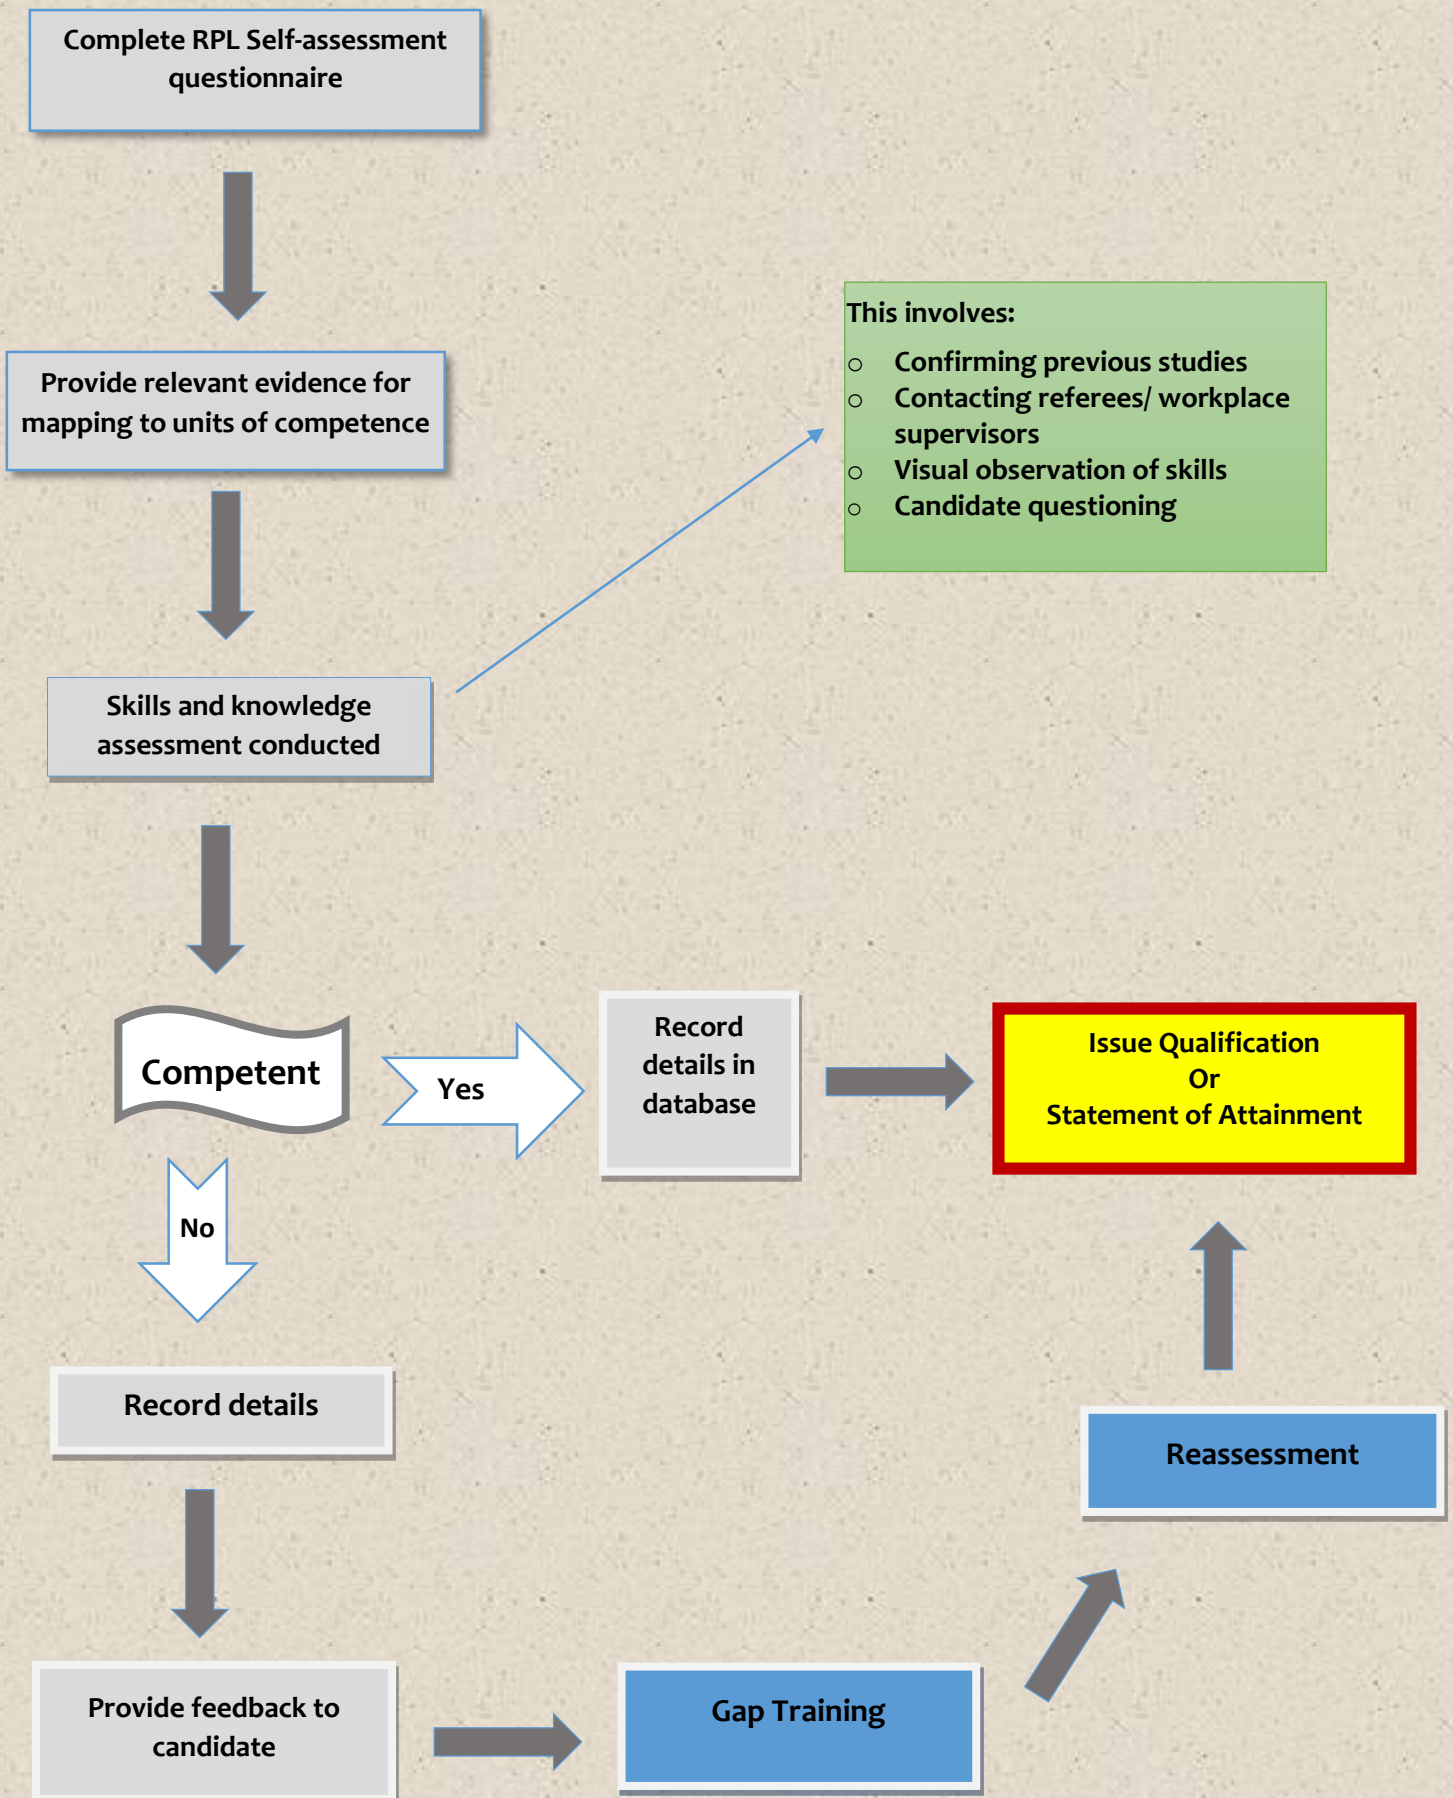 Complete RPL Self-assessment
questionnaire
Provide relevant evidence for
mapping to units of competence
This involves:
o Confirming previous studies
o Contacting referees/ workplace
supervisors
o Visual observation of skills
o Candidate questioning
Skills and knowledge
assessment conducted
Competent
Yes
Record
details in
database
Issue Qualification
Or
Statement of Attainment
No
Record details
Reassessment
Provide feedback to
candidate
Gap Training